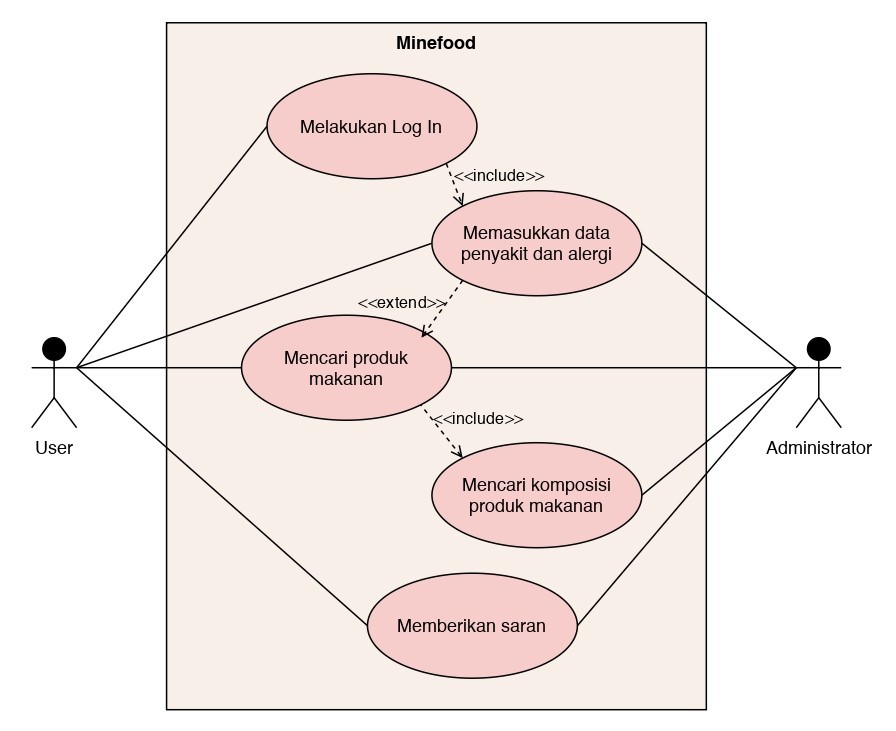 Minefood
Melakukan Log In
<<include>>
Memasukkan data
penyakit dan alergi
<<extend>>
Mencari produk
makanan
<<include>>
User
Administrator
Mencari komposisi
produk makanan
Memberikan saran